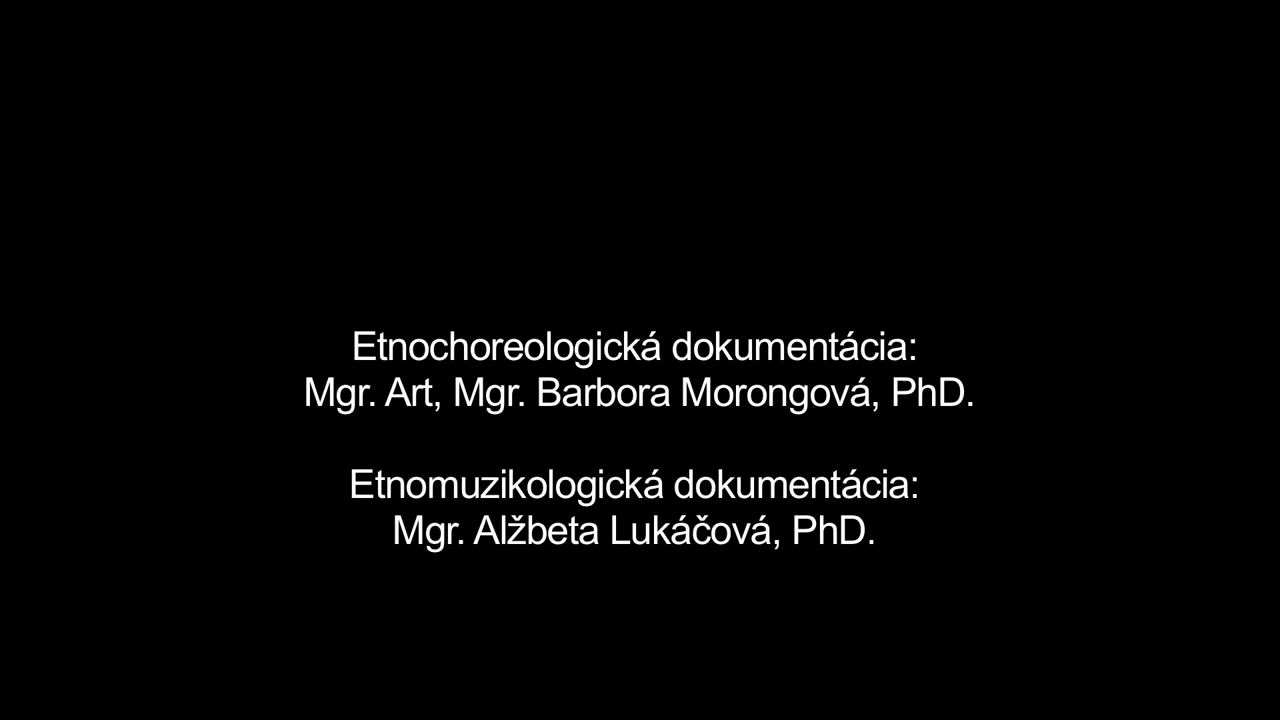 Etnochoreologická dokumentácia:
Mgr. Art, Mgr. Barbora Morongová, PhD.
Etnomuzikologická dokumentácia:
Mgr. Alžbeta Lukáčová, PhD.